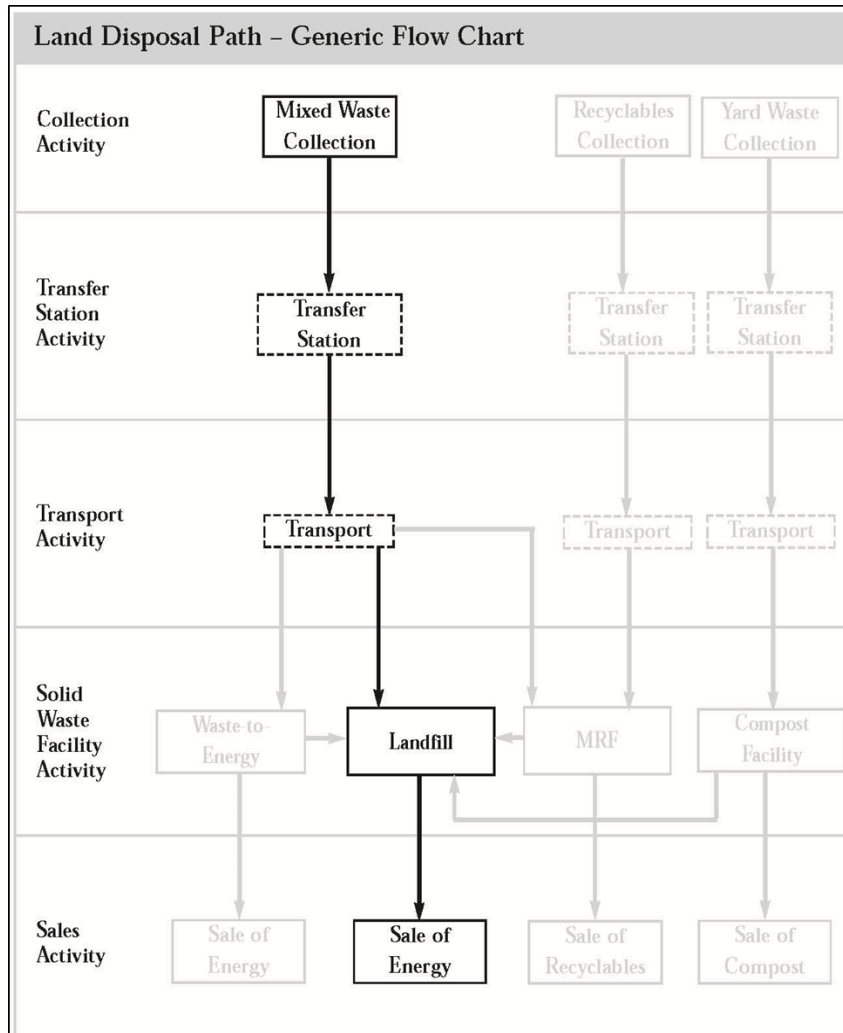 Land Disposal Path – Generic Flow Chart
Collection
Activity
Mixed Waste
Collection
Recyclables
Collection
Yard Waste
Collection
Transfer
Station
Activity
Transfer
Station
Transfer
Station
Transfer
Station
Transport
Activity
Transport
Transport
Transport
Solid
Waste
Facility
Activity
Waste-to-
Energy
Landfill
MRF
Compost
Facility
Sales
Activity
Sale of
Energy
Sale of
Energy
Sale of
Recyclables
Sale of
Compost